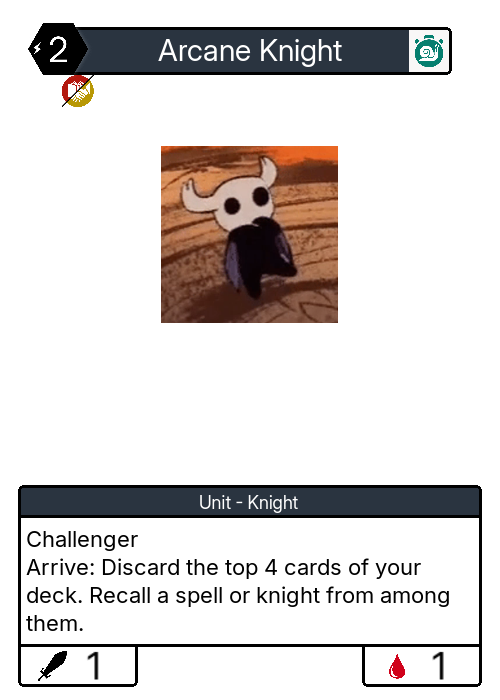 2
Arcane Knight
Unit - Knight
Challenger
Arrive: Discard the top 4 cards of your
deck. Recall a spell or knight from among
them.
1
1